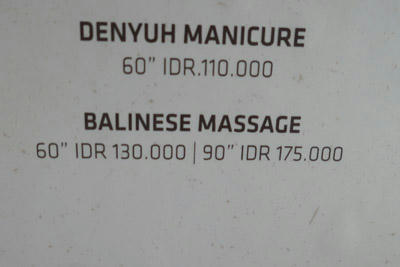 DENYUH MANICURE
60” IDR.110.000
BALINESE MASSAGE
60” IDR 130.000 | 90” IDR 175.000